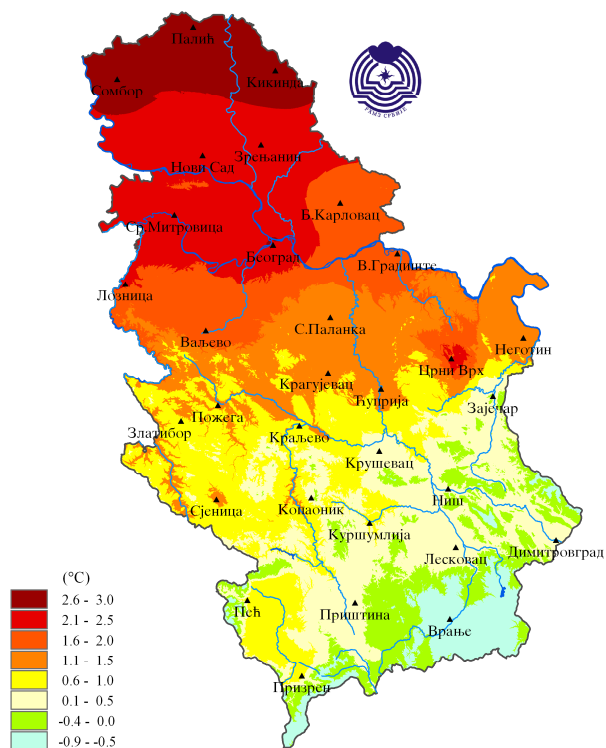 Палић
Кикинда
Сомбор
РХМЗ СРБИЈЕ
Зрењанин
Нови Сад
Б.Карловац
Ср.Митровица
Београд
В.Градиште
Лозница
С.Паланка
Ваљево
Неготин
Црни Врх
Крагујевац
Ћуприја
Зајечар
Пожега
Златибор
Краљево
Крушевац
Ниш
Сјеница
Копаоник
Куршумлија
Димитровград
Лесковац
(°C)
2.6 - 3.0
2.1 - 2.5
1.6 - 2.0
1.1 - 1.5
0.6 - 1.0
0.1 - 0.5
-0.4 - 0.0
-0.9 - -0.5
Пећ
Приштина
Врање
Призрен